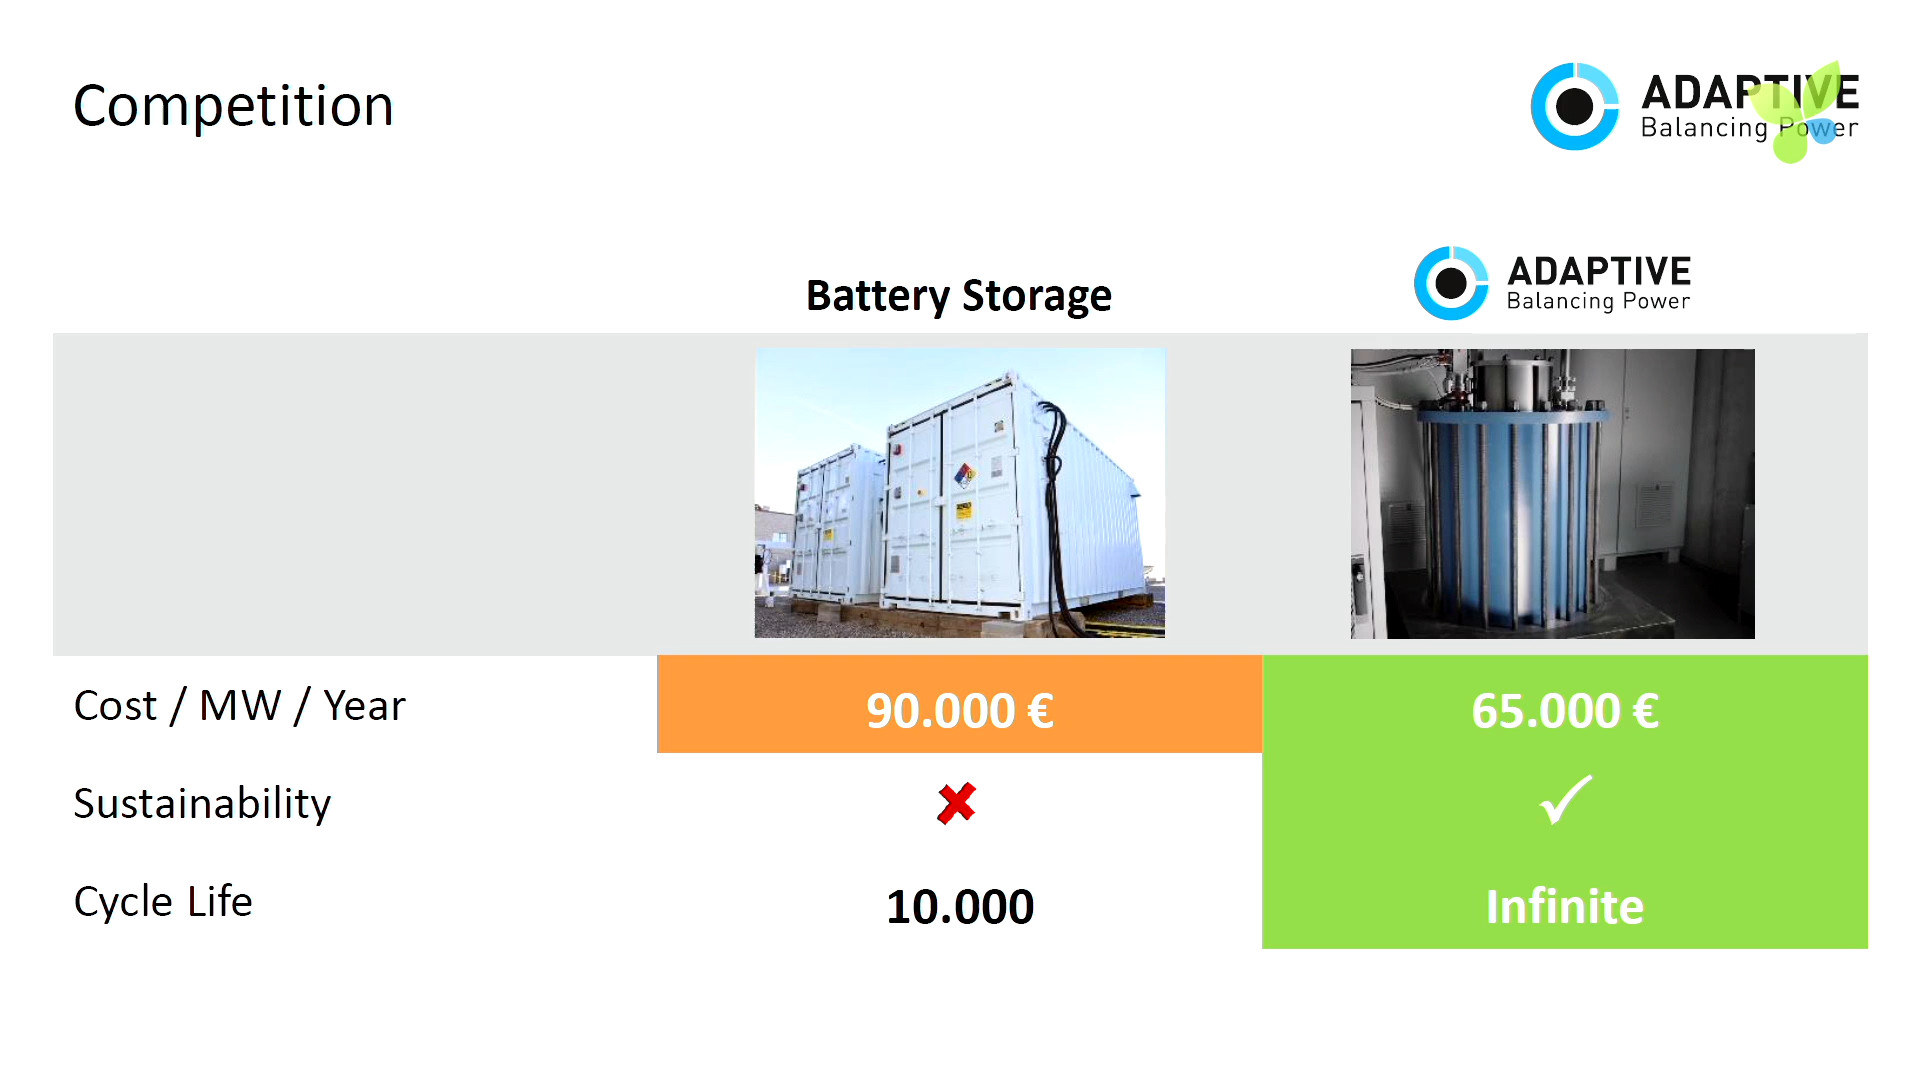 Competition
ADAPTIVE
Balancing Power
Battery Storage
ADAPTIVE
Balancing Power
Cost / MW / Year
90.000 €
65.000 €
Sustainability
Cycle Life
10.000
Infinite